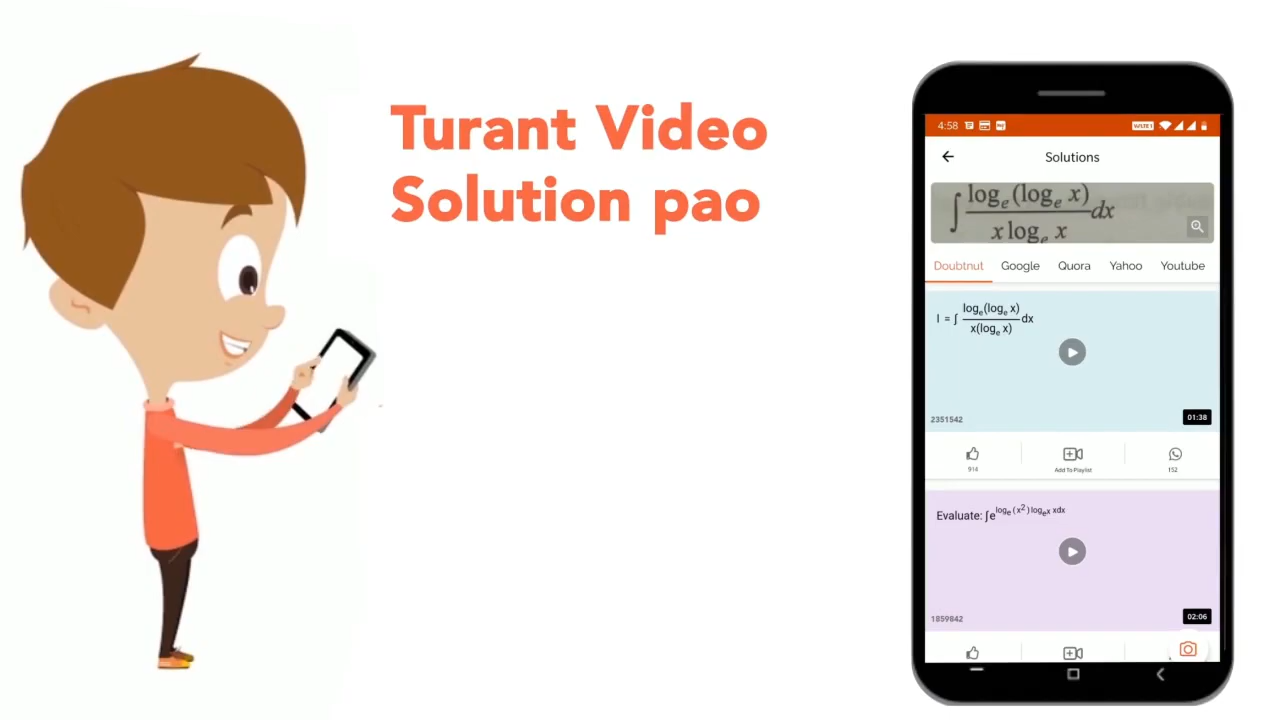 Turant Video
Solution pao
4:58
VoLTE1
Solutions
∫ logₑ(logₑ x) / x logₑ x dx
Doubtnut Google Quora Yahoo Youtube
I = ∫ logₑ(logₑ x) / x(logₑ x) dx
2351542 01:38
914 Add To Playlist 152
Evaluate: ∫e^logₑ(x²)logₑx xdx
1859842 02:06